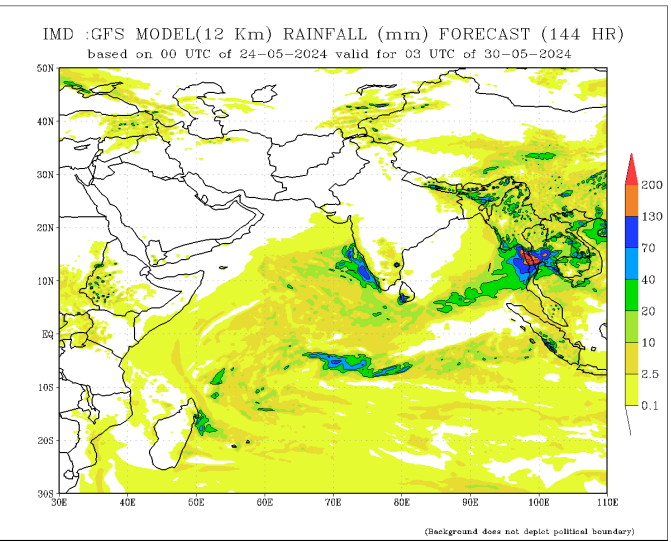 IMD :GFS MODEL(12 Km) RAINFALL (mm) FORECAST (144 HR)
based on 00 UTC of 24-05-2024 valid for 03 UTC of 30-05-2024
50N
40N
30N
20N
10N
EQ
10S
20S
30S
30E 40E 50E 60E 70E 80E 90E 100E 110E
200
130
70
40
20
10
2.5
0.1
(Background does not depict political boundary)